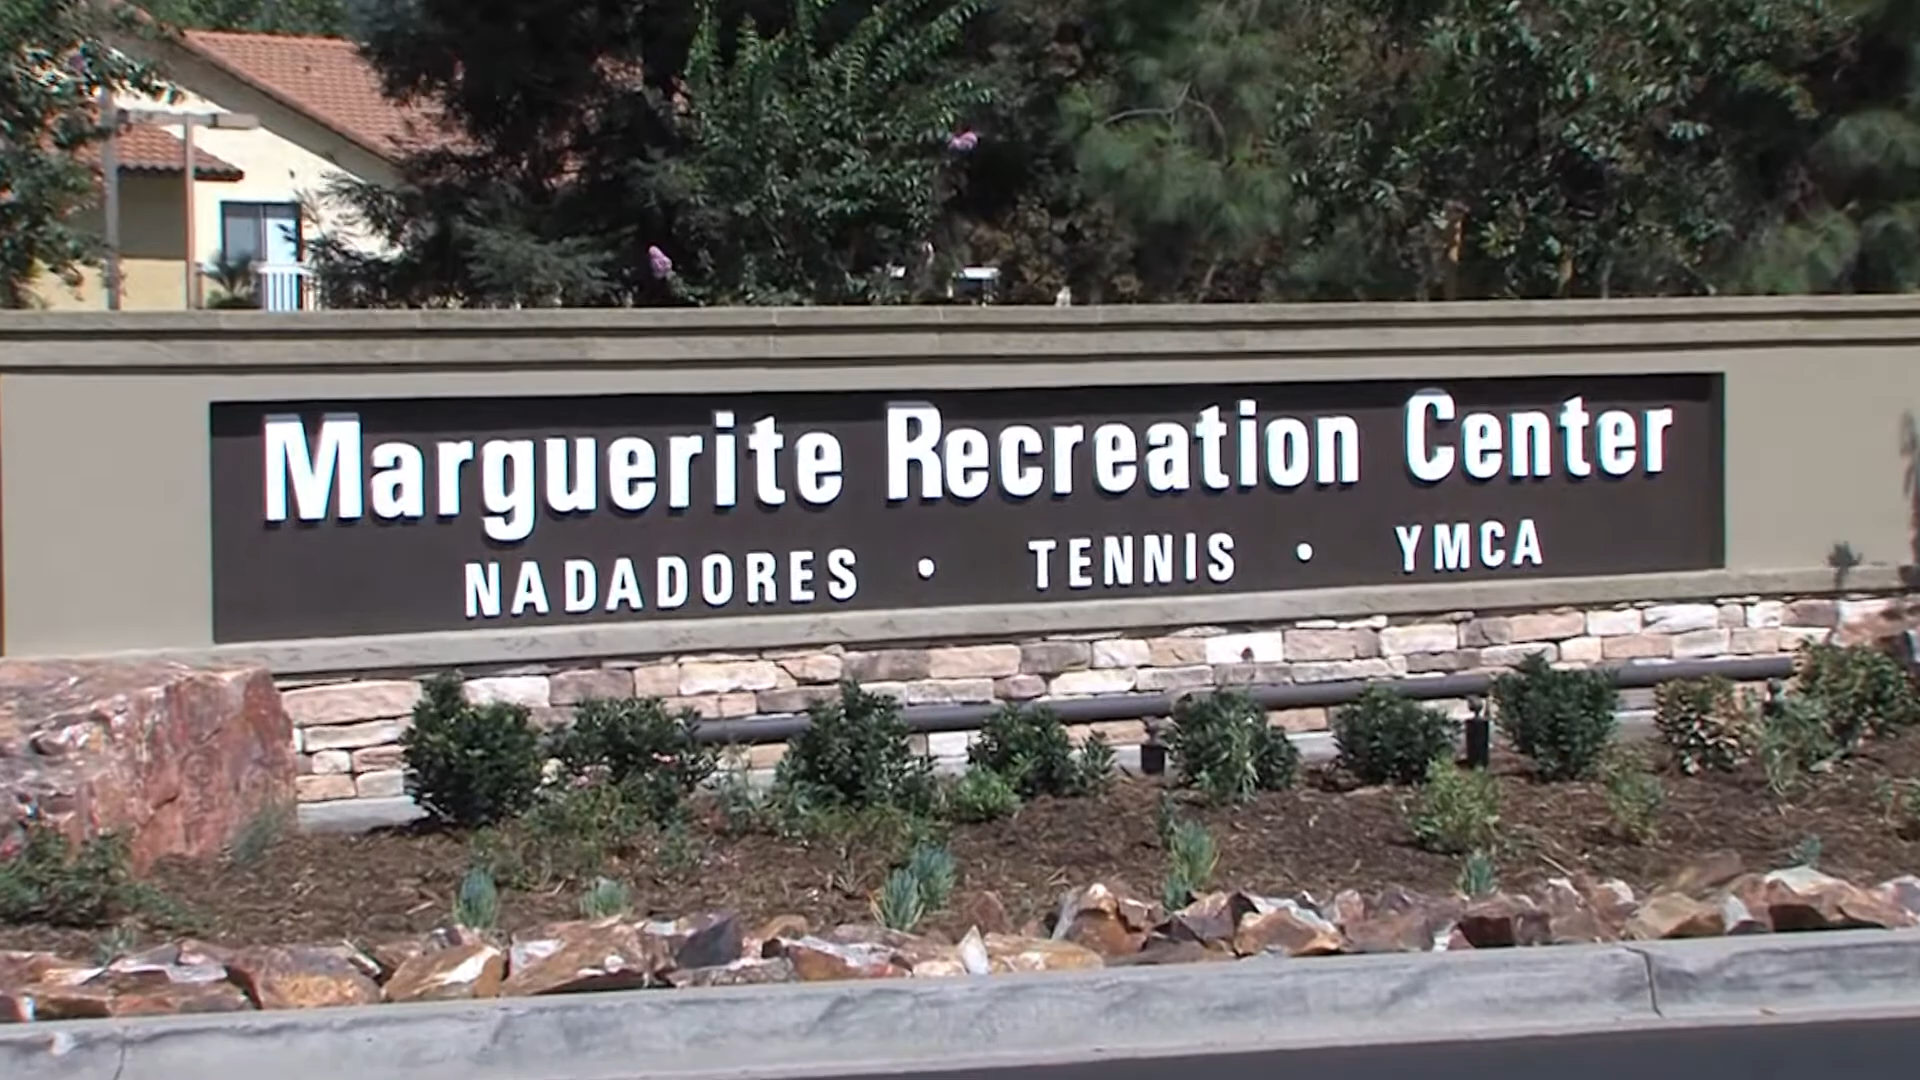 Marguerite Recreation Center
NADADORES • TENNIS • YMCA